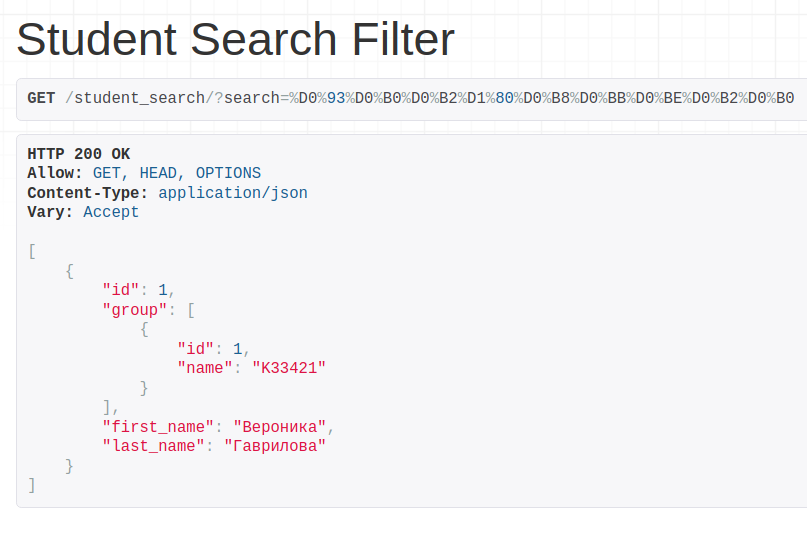 Student Search Filter
GET /student_search/?search=%D0%93%D0%B0%D0%B2%D1%80%D0%B8%D0%BB%D0%BE%D0%B2%D0%B0
HTTP 200 OK
Allow: GET, HEAD, OPTIONS
Content-Type: application/json
Vary: Accept
[
    {
        "id": 1,
        "group": [
            {
                "id": 1,
                "name": "K33421"
            }
        ],
        "first_name": "Вероника",
        "last_name": "Гаврилова"
    }
]